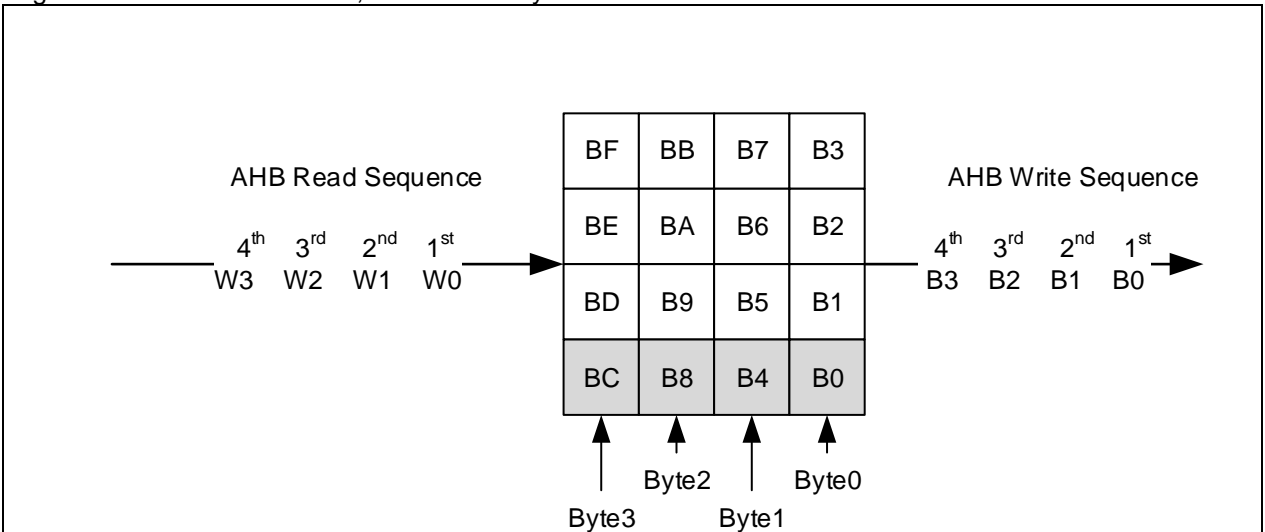 BF BB B7 B3
AHB Read Sequence
AHB Write Sequence
BE BA B6 B2
4th 3rd 2nd 1st
W3 W2 W1 W0
4th 3rd 2nd 1st
B3 B2 B1 B0
BD B9 B5 B1
BC B8 B4 B0
Byte2 Byte0
Byte3 Byte1